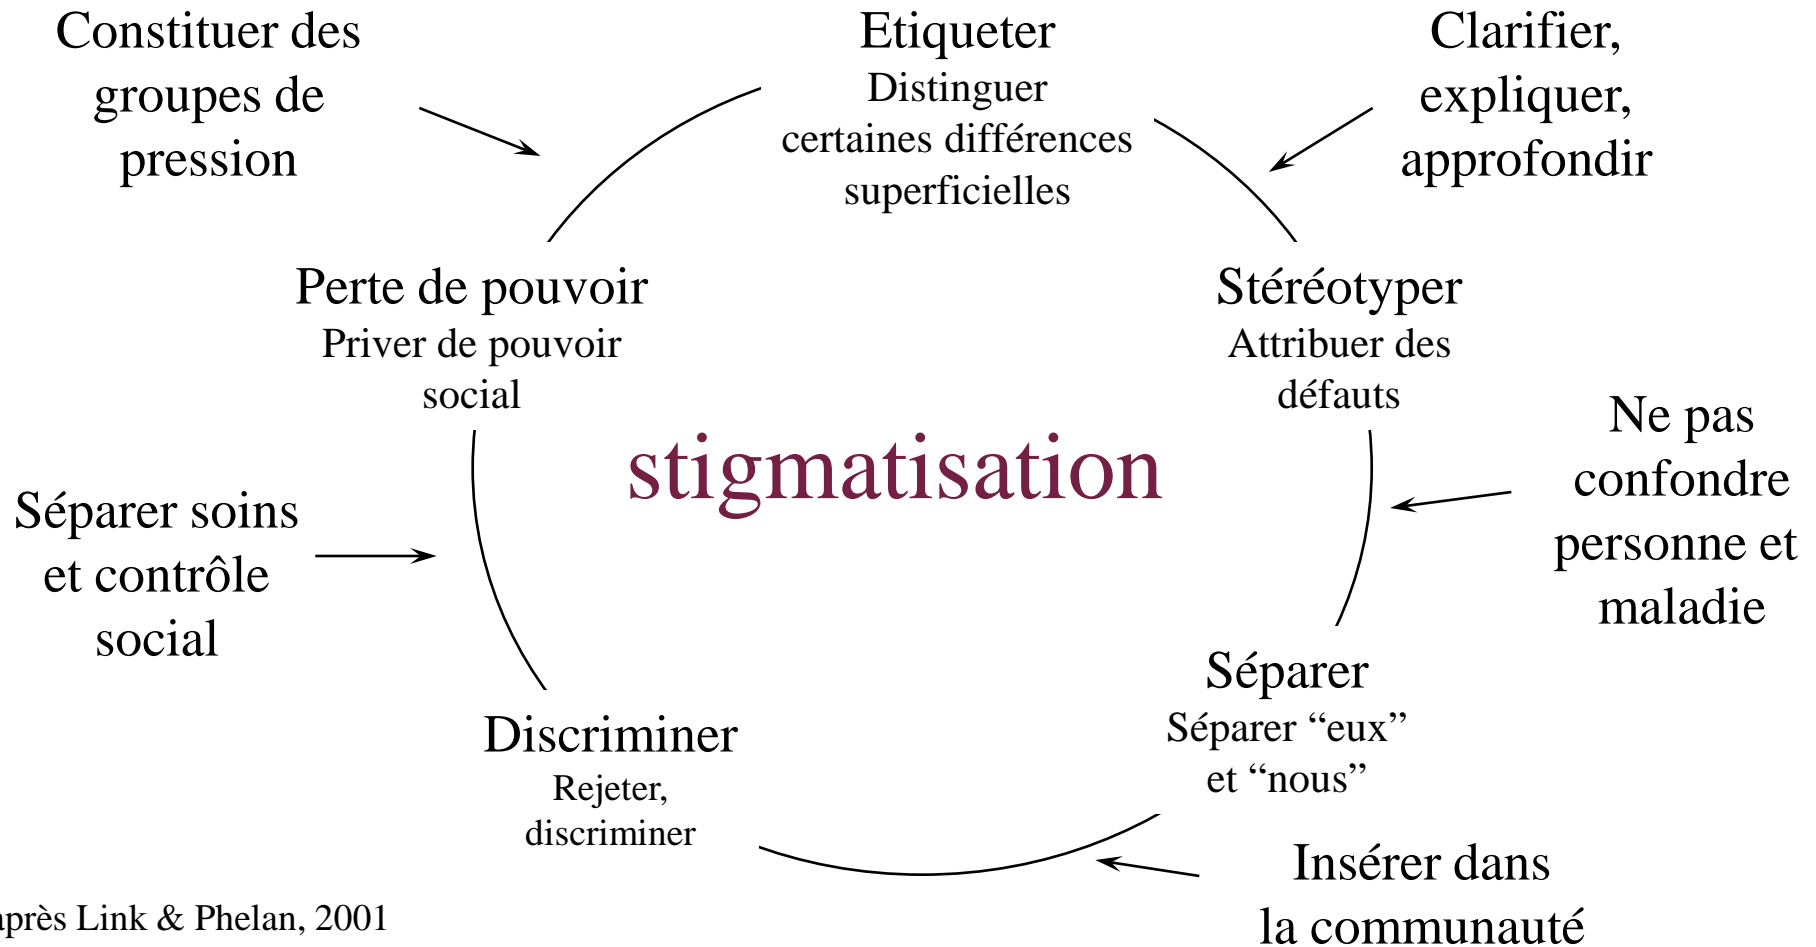 Constituer des
groupes de
pression
Etiqueter
Distinguer
certaines différences
superficielles
Clarifier,
expliquer,
approfondir
Perte de pouvoir
Priver de pouvoir
social
Stéréotyper
Attribuer des
défauts
stigmatisation
Ne pas
confondre
personne et
maladie
Séparer soins
et contrôle
social
Séparer
Séparer “eux”
et “nous”
Discriminer
Rejeter,
discriminer
Insérer dans
la communauté
après Link & Phelan, 2001